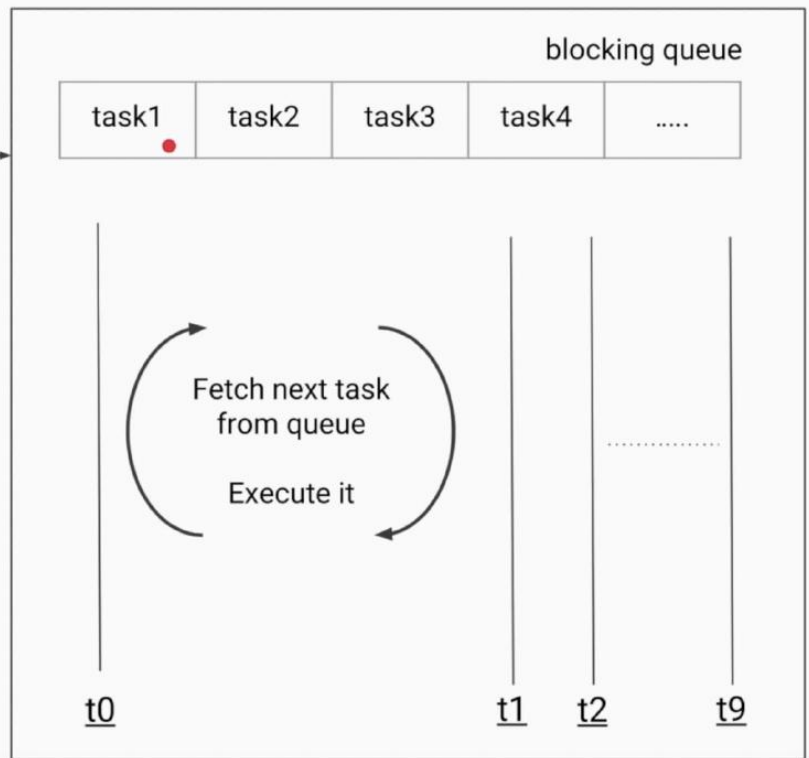 blocking queue
task1 task2 task3 task4 .....
Fetch next task
from queue
Execute it
t0 t1 t2 t9